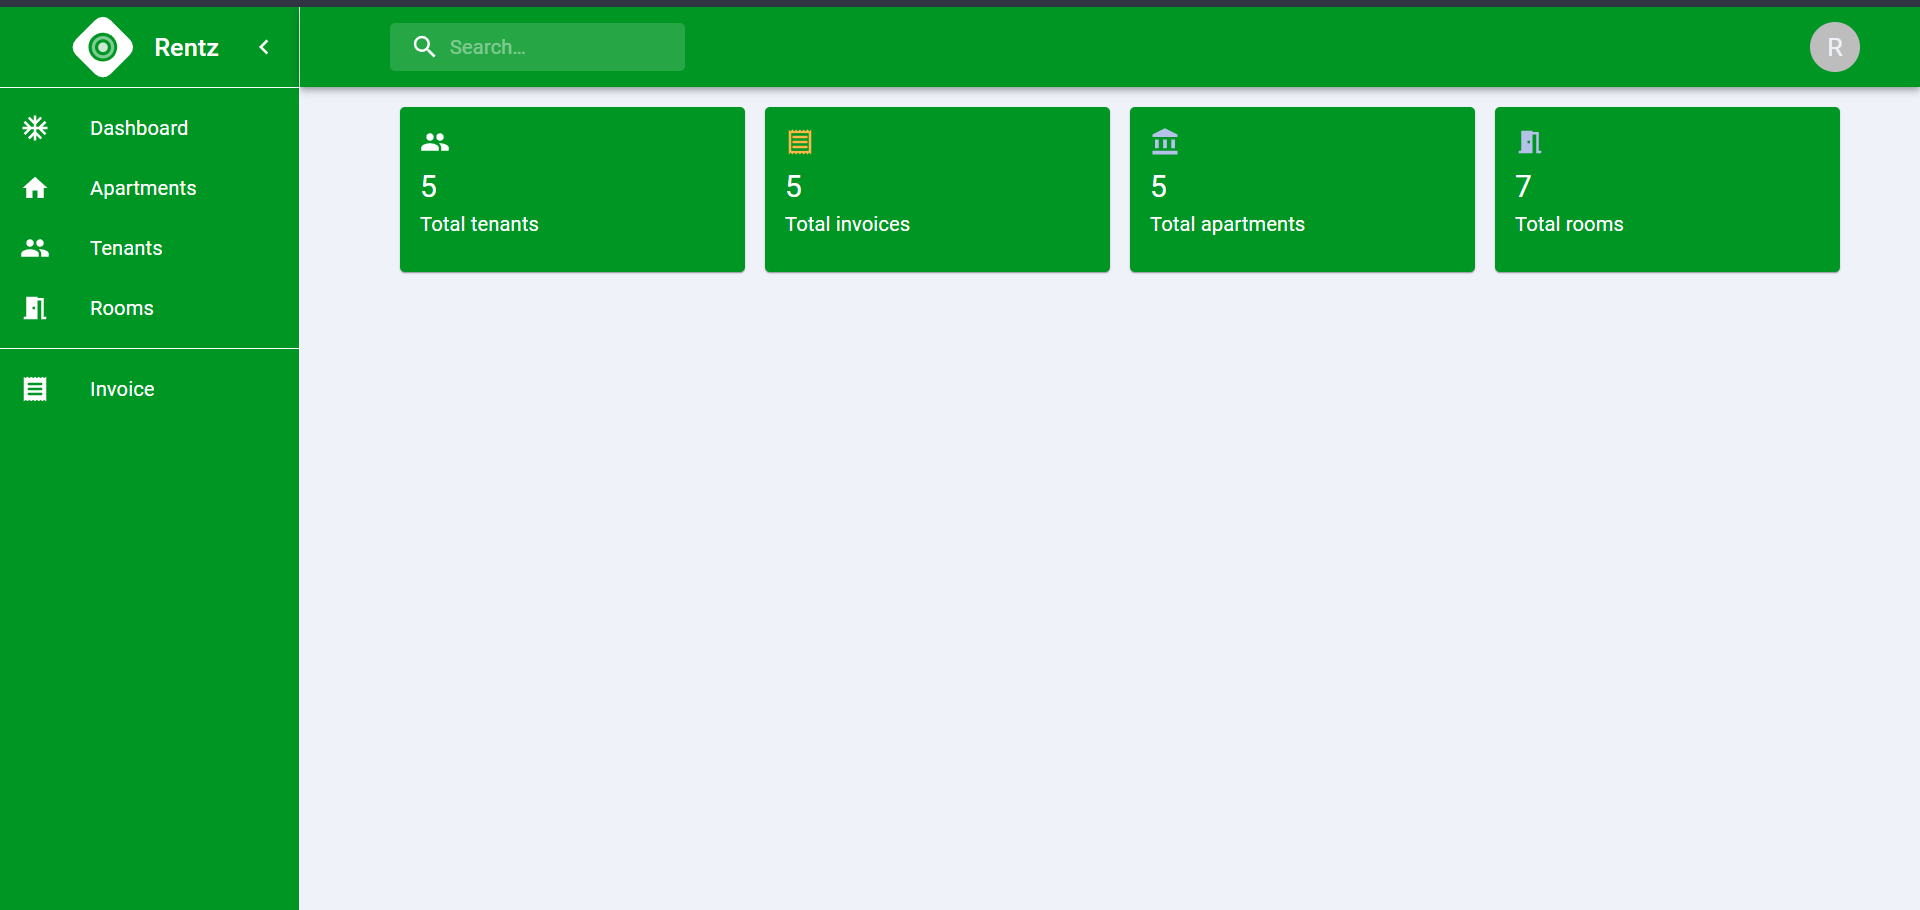 Rentz
Search…
R
Dashboard
Apartments
Tenants
Rooms
Invoice
5
Total tenants
5
Total invoices
5
Total apartments
7
Total rooms